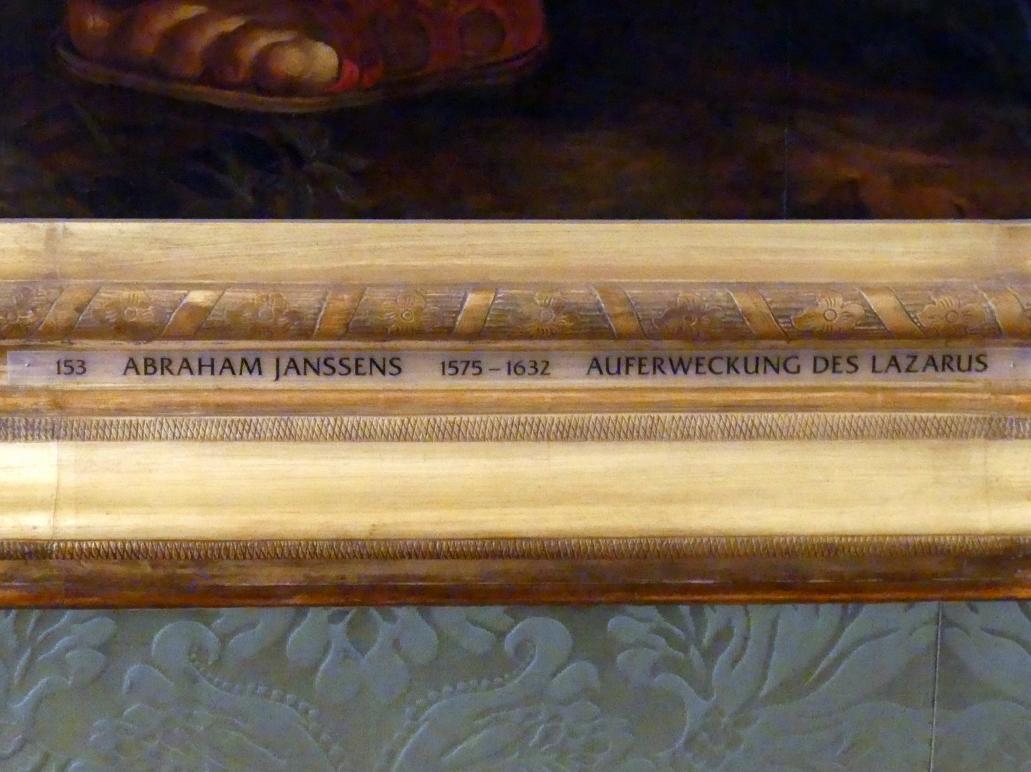 153 ABRAHAM JANSSENS 1575–1632 AUFERWECKUNG DES LAZARUS